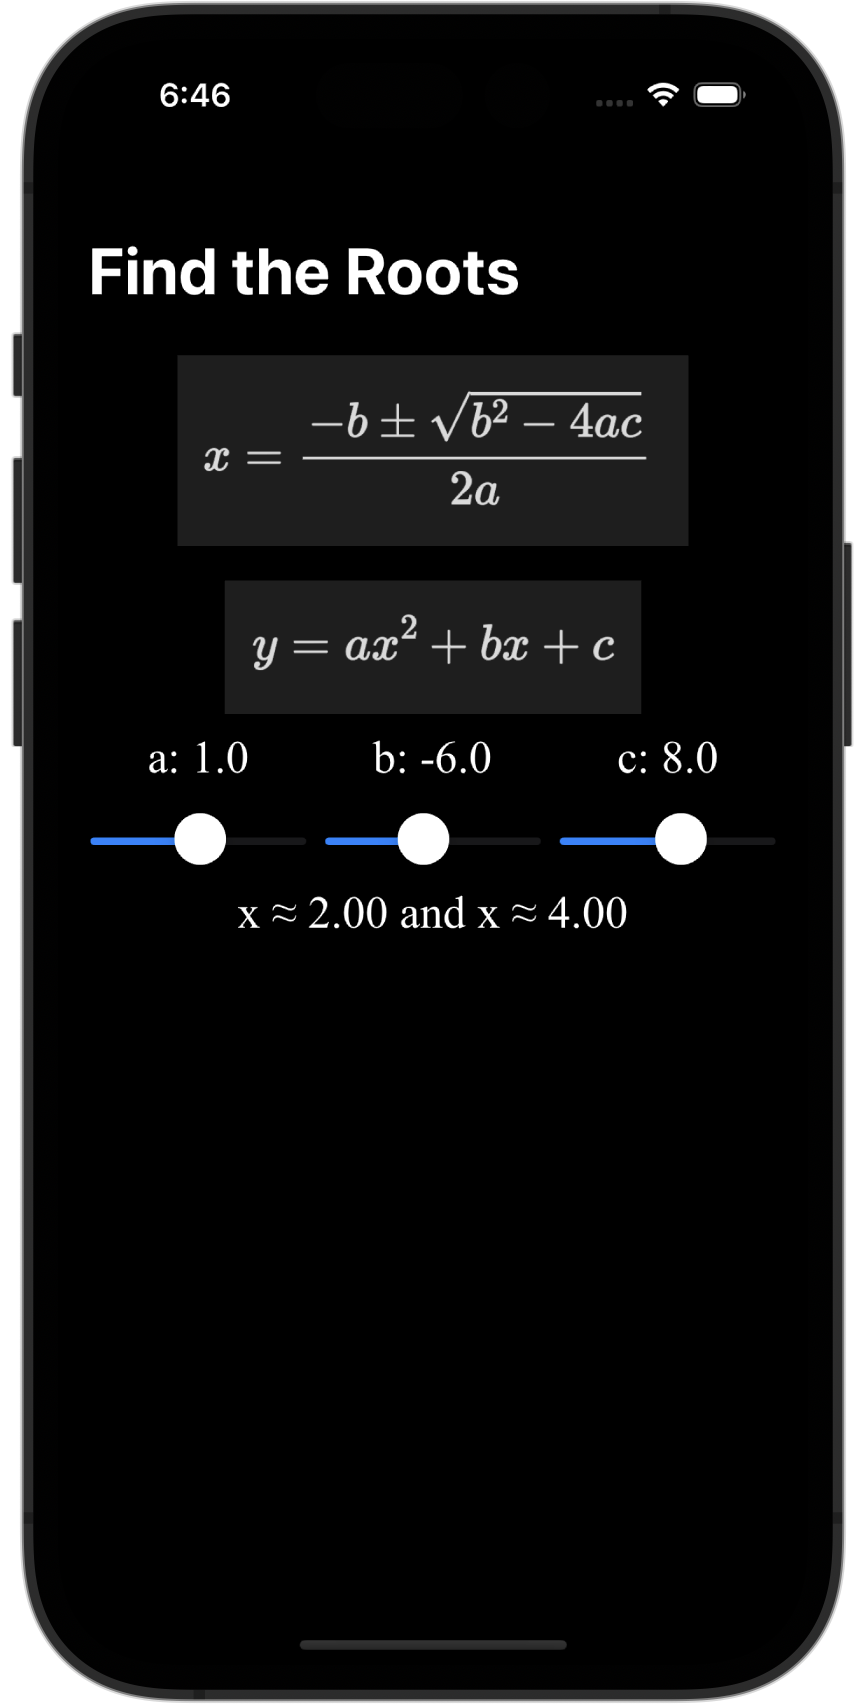 6:46
Find the Roots
x = \frac{-b \pm \sqrt{b^2 - 4ac}}{2a}
y = ax^2 + bx + c
a: 1.0 b: -6.0 c: 8.0
x ≈ 2.00 and x ≈ 4.00